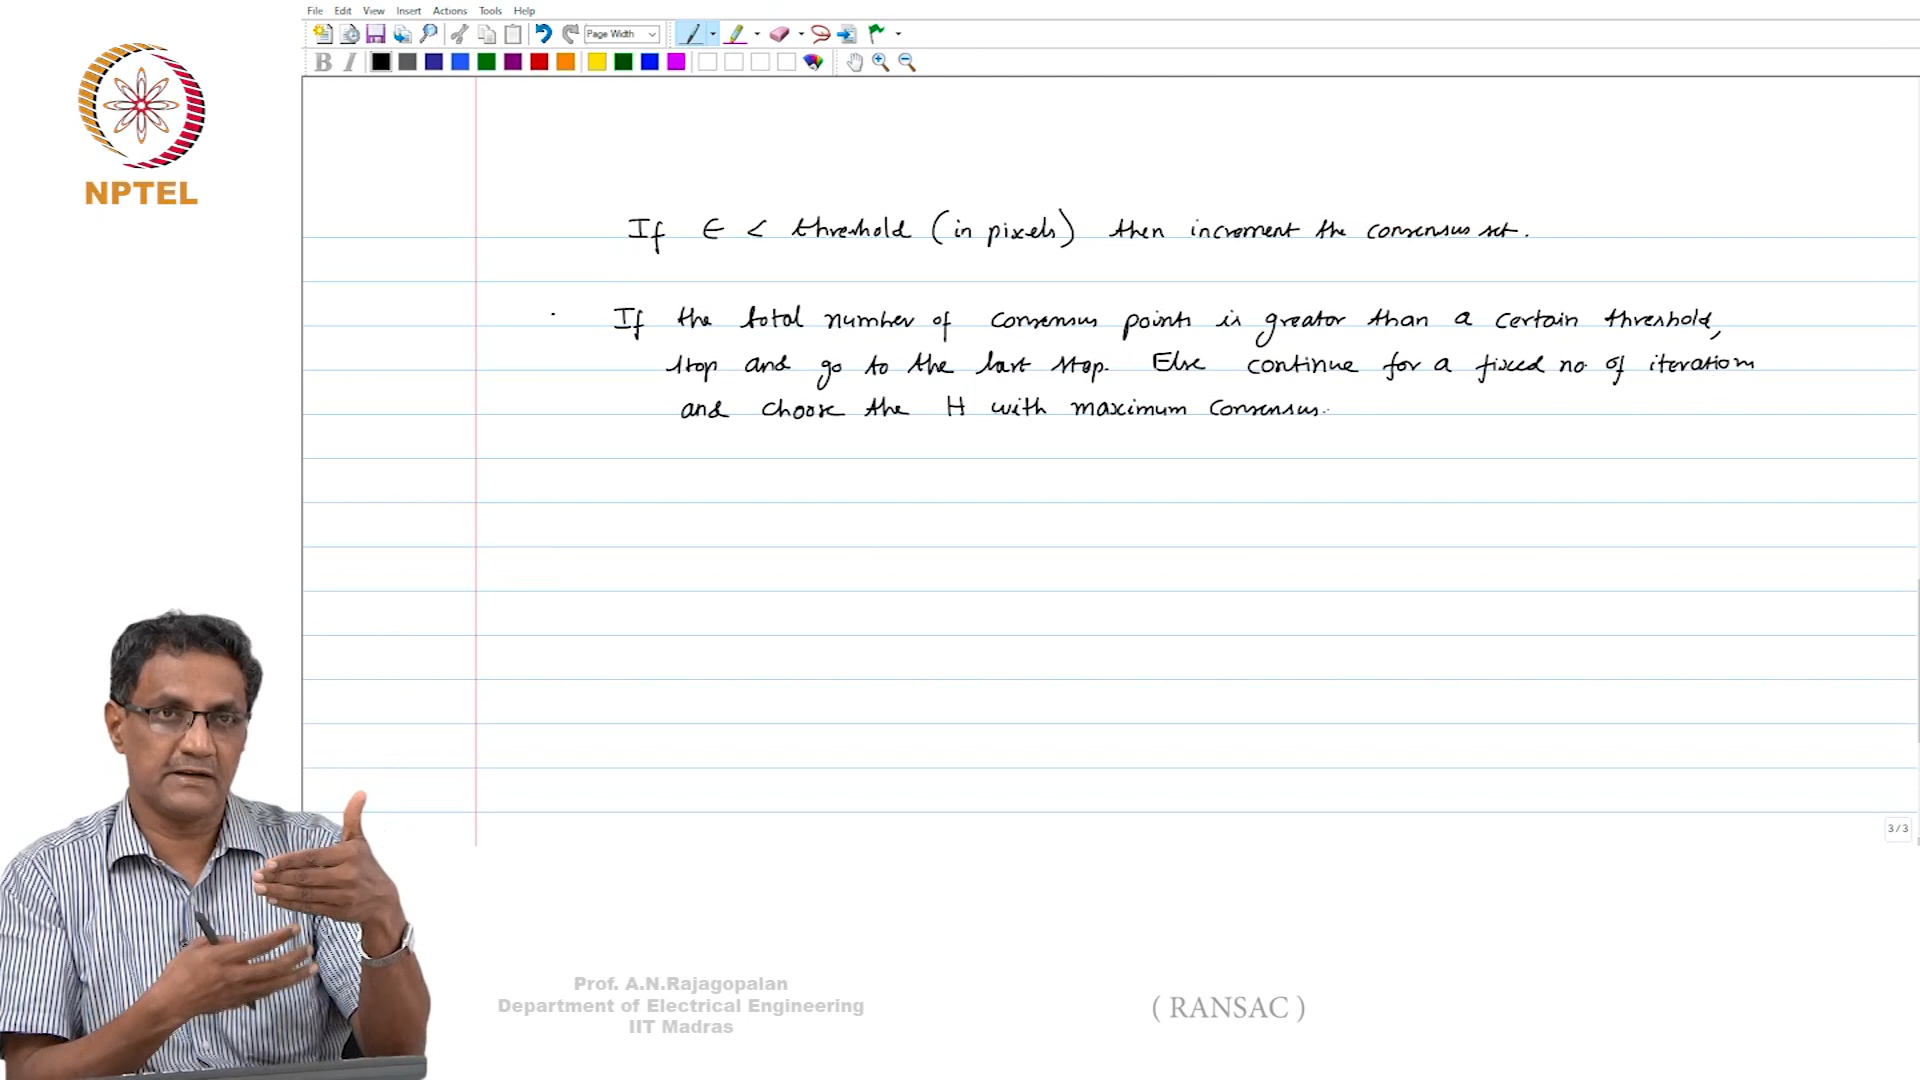 File Edit View Insert Actions Tools Help
Page Width
B I
NPTEL
If ϵ < threshold (in pixels) then increment the consensus set.
· If the total number of consensus points is greater than a certain threshold,
stop and go to the last step. Else continue for a fixed no. of iterations
and choose the H with maximum consensus.
3/3
Prof. A.N.Rajagopalan
Department of Electrical Engineering
IIT Madras
( RANSAC )